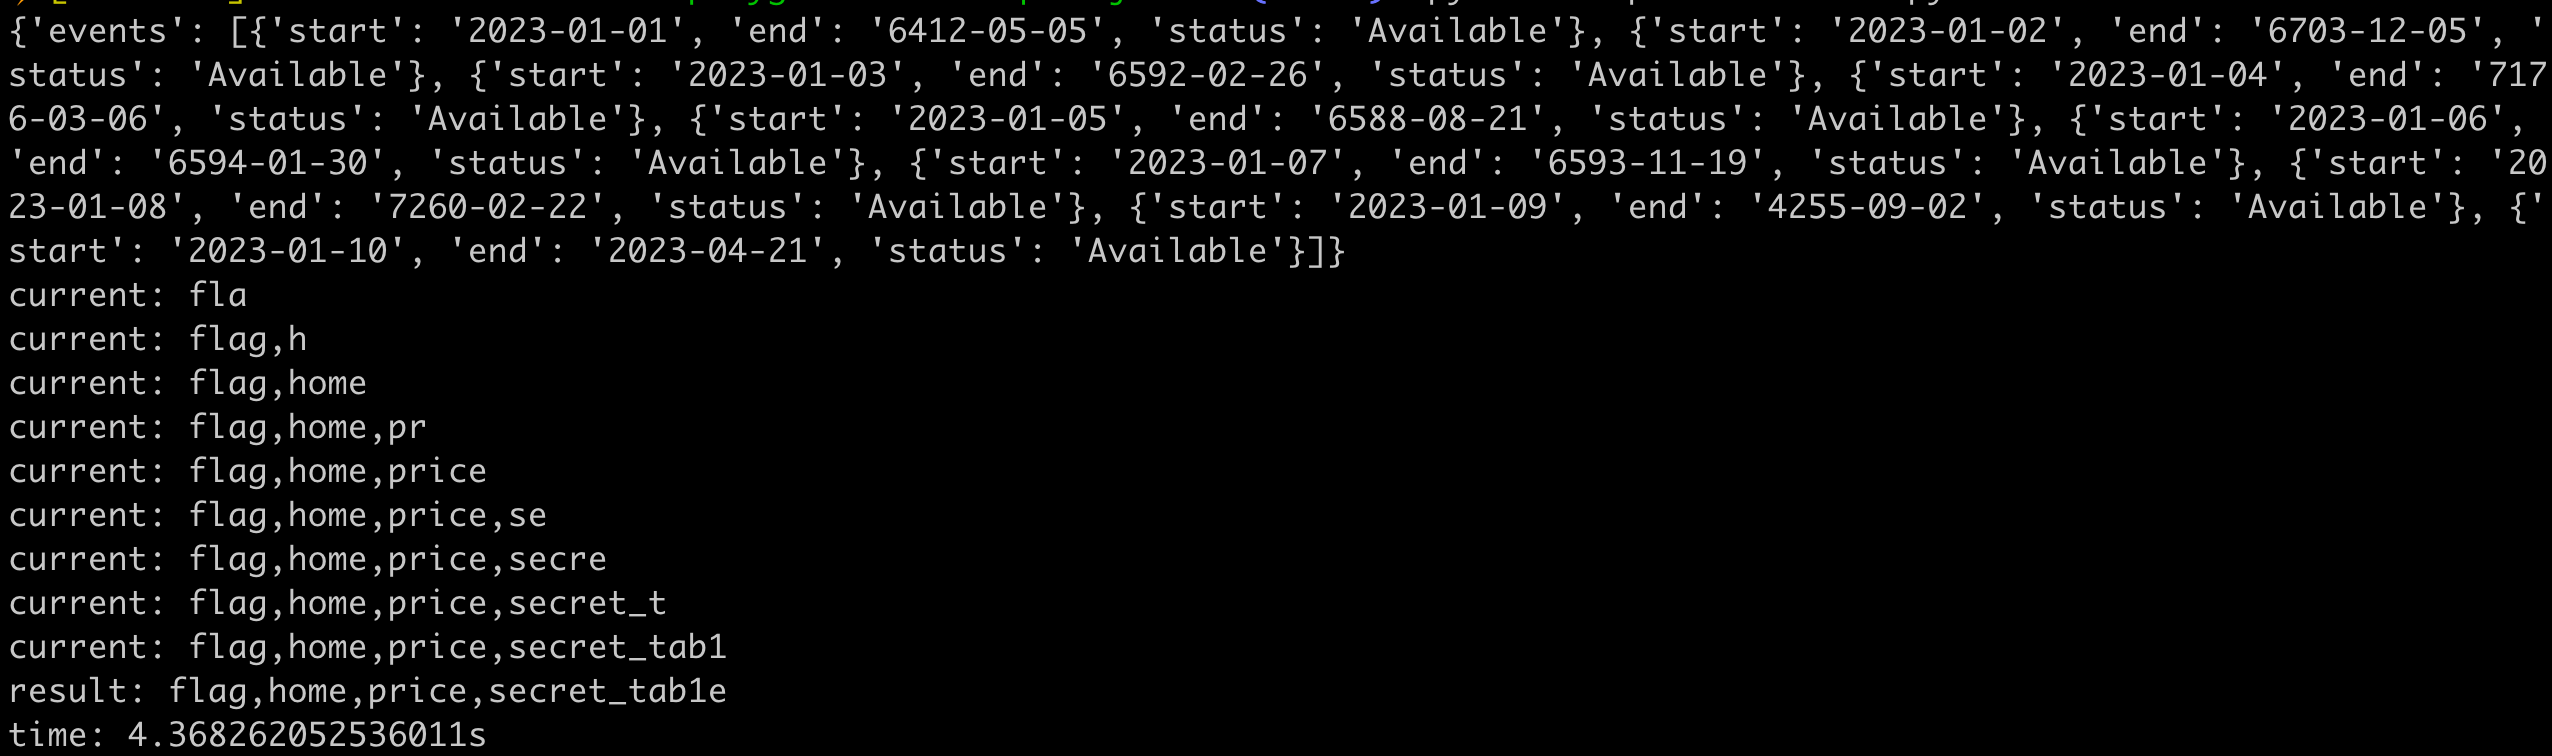 {'events': [{'start': '2023-01-01', 'end': '6412-05-05', 'status': 'Available'}, {'start': '2023-01-02', 'end': '6703-12-05', '
status': 'Available'}, {'start': '2023-01-03', 'end': '6592-02-26', 'status': 'Available'}, {'start': '2023-01-04', 'end': '717
6-03-06', 'status': 'Available'}, {'start': '2023-01-05', 'end': '6588-08-21', 'status': 'Available'}, {'start': '2023-01-06',
'end': '6594-01-30', 'status': 'Available'}, {'start': '2023-01-07', 'end': '6593-11-19', 'status': 'Available'}, {'start': '20
23-01-08', 'end': '7260-02-22', 'status': 'Available'}, {'start': '2023-01-09', 'end': '4255-09-02', 'status': 'Available'}, {'
start': '2023-01-10', 'end': '2023-04-21', 'status': 'Available'}]}
current: fla
current: flag,h
current: flag,home
current: flag,home,pr
current: flag,home,price
current: flag,home,price,se
current: flag,home,price,secre
current: flag,home,price,secret_t
current: flag,home,price,secret_tab1
result: flag,home,price,secret_tab1e
time: 4.368262052536011s